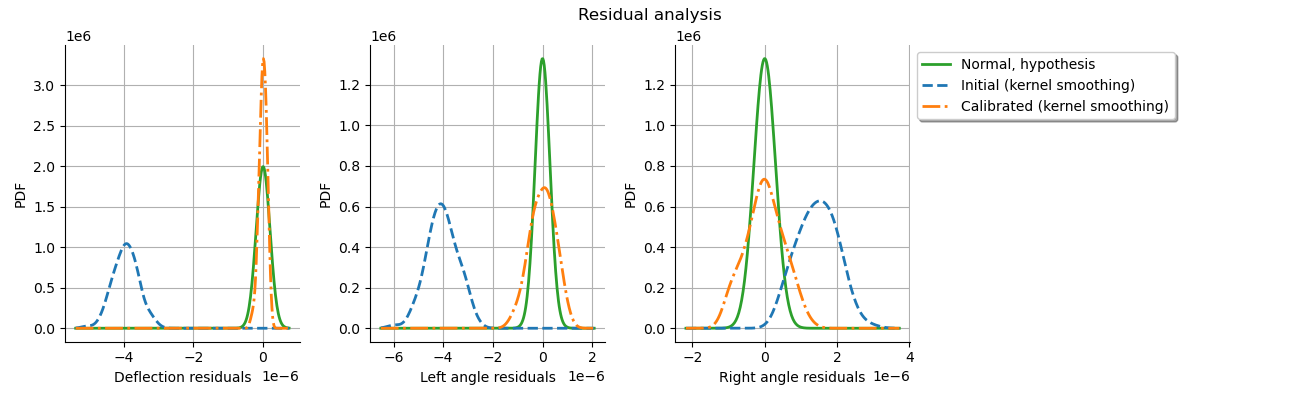 Residual analysis
1e6
3.0
2.5
2.0
1.5
1.0
0.5
0.0
PDF
−4
−2
0
1e−6
Deflection residuals
1e6
1.2
1.0
0.8
0.6
0.4
0.2
0.0
PDF
−6
−4
−2
0
2
1e−6
Left angle residuals
1e6
1.2
1.0
0.8
0.6
0.4
0.2
0.0
PDF
−2
0
2
4
1e−6
Right angle residuals
Normal, hypothesis
Initial (kernel smoothing)
Calibrated (kernel smoothing)